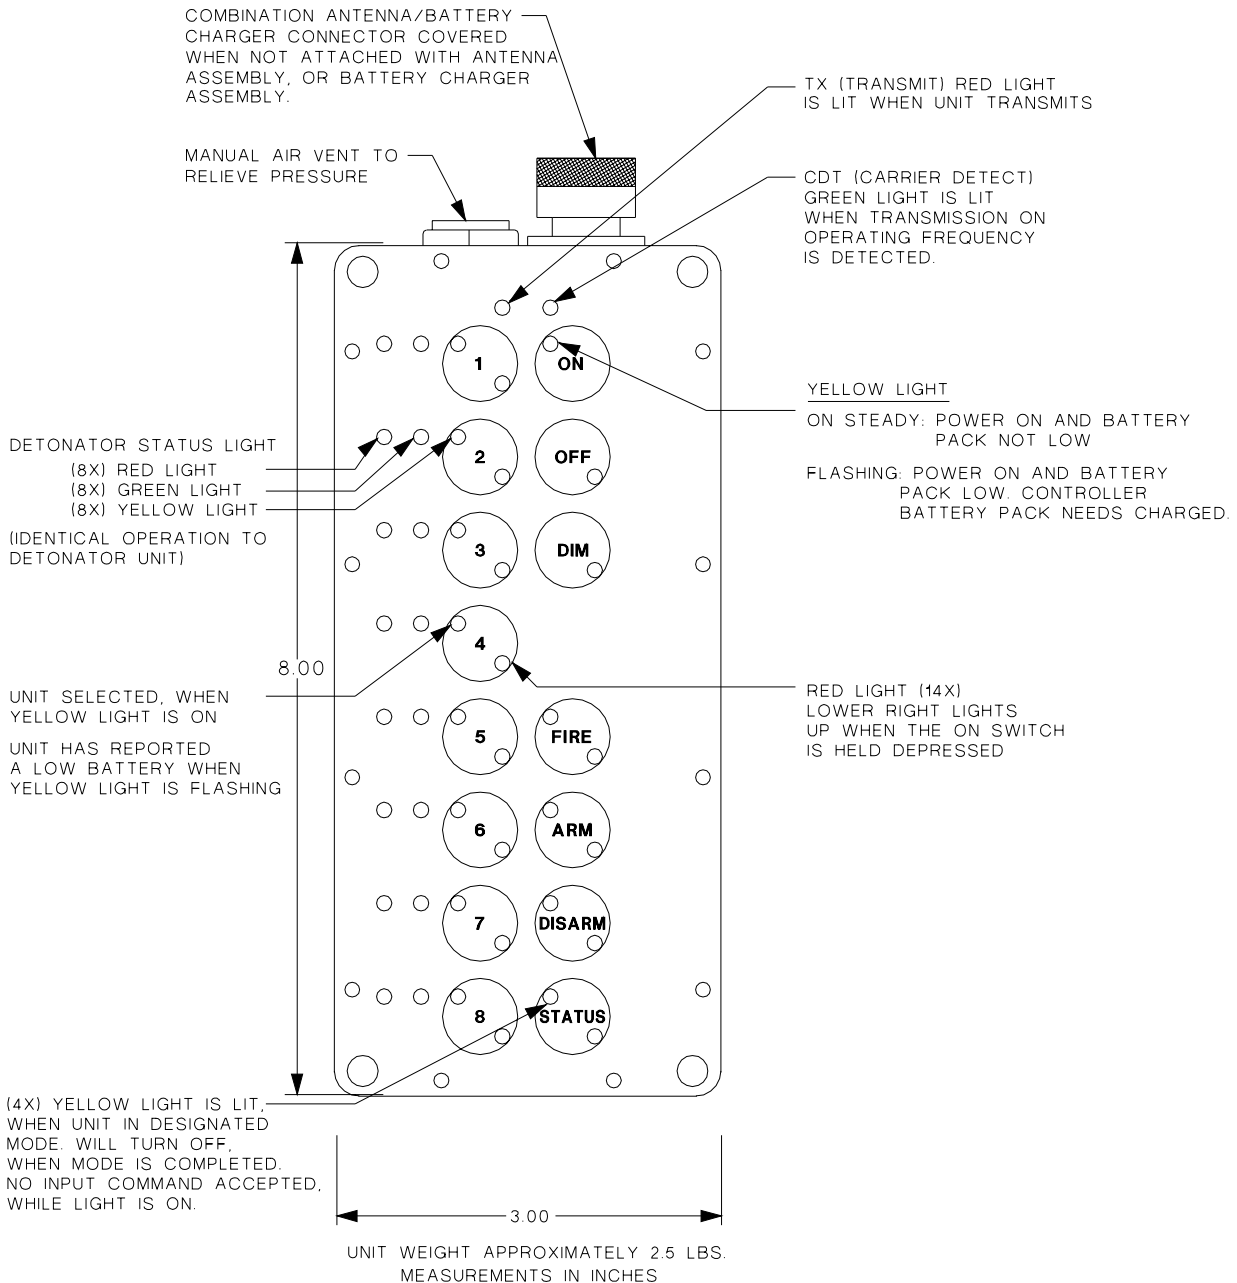 COMBINATION ANTENNA/BATTERY
CHARGER CONNECTOR COVERED
WHEN NOT ATTACHED WITH ANTENNA
ASSEMBLY, OR BATTERY CHARGER
ASSEMBLY.
TX (TRANSMIT) RED LIGHT
IS LIT WHEN UNIT TRANSMITS
MANUAL AIR VENT TO
RELIEVE PRESSURE
CDT (CARRIER DETECT)
GREEN LIGHT IS LIT
WHEN TRANSMISSION ON
OPERATING FREQUENCY
IS DETECTED.
1
ON
YELLOW LIGHT
ON STEADY: POWER ON AND BATTERY
PACK NOT LOW
FLASHING: POWER ON AND BATTERY
PACK LOW. CONTROLLER
BATTERY PACK NEEDS CHARGED.
DETONATOR STATUS LIGHT
(8X) RED LIGHT
(8X) GREEN LIGHT
(8X) YELLOW LIGHT
(IDENTICAL OPERATION TO
DETONATOR UNIT)
2
OFF
3
DIM
4
8.00
UNIT SELECTED, WHEN
YELLOW LIGHT IS ON
UNIT HAS REPORTED
A LOW BATTERY WHEN
YELLOW LIGHT IS FLASHING
RED LIGHT (14X)
LOWER RIGHT LIGHTS
UP WHEN THE ON SWITCH
IS HELD DEPRESSED
5
FIRE
6
ARM
7
DISARM
8
STATUS
(4X) YELLOW LIGHT IS LIT,
WHEN UNIT IN DESIGNATED
MODE. WILL TURN OFF,
WHEN MODE IS COMPLETED.
NO INPUT COMMAND ACCEPTED,
WHILE LIGHT IS ON.
3.00
UNIT WEIGHT APPROXIMATELY 2.5 LBS.
MEASUREMENTS IN INCHES